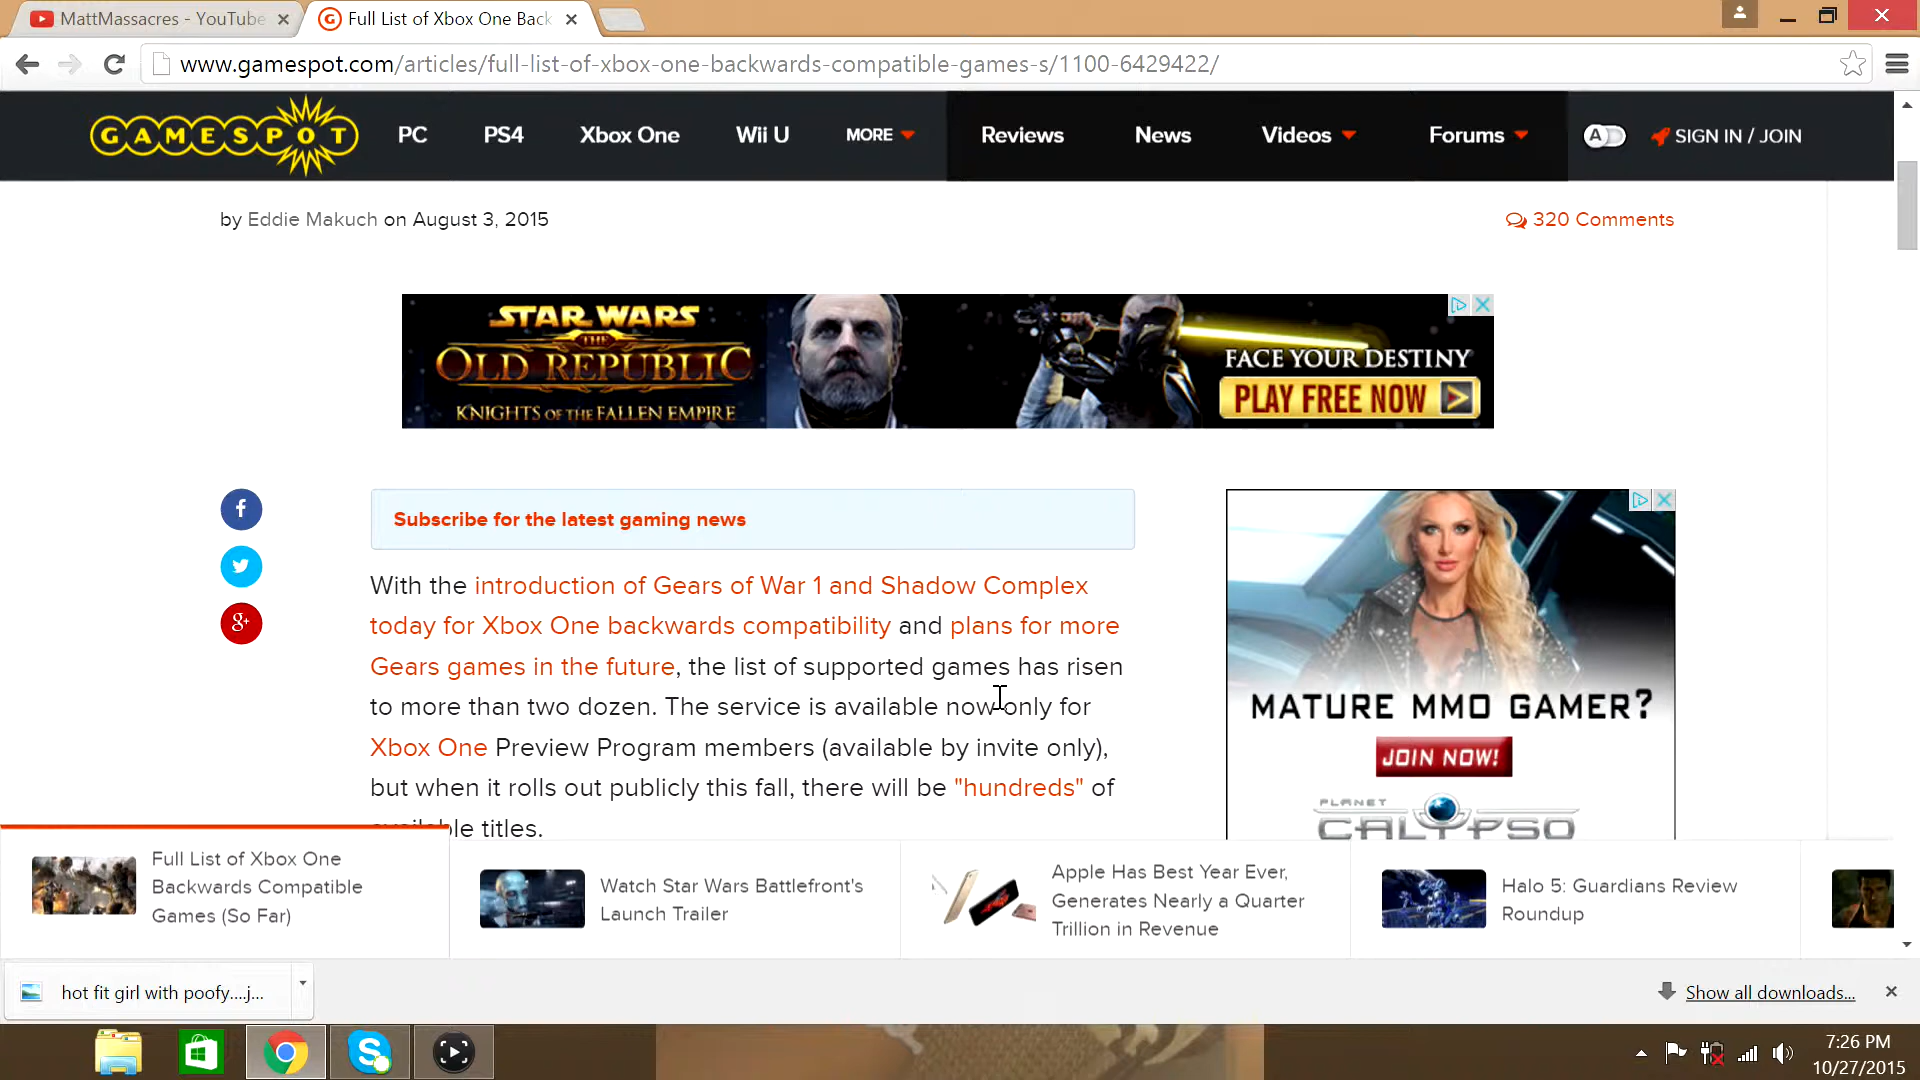 MattMassacres - YouTube
Full List of Xbox One Back
www.gamespot.com/articles/full-list-of-xbox-one-backwards-compatible-games-s/1100-6429422/
GAMESPOT
PC
PS4
Xbox One
Wii U
MORE
Reviews
News
Videos
Forums
A
SIGN IN / JOIN
by Eddie Makuch on August 3, 2015
320 Comments
STAR WARS
THE
OLD REPUBLIC
KNIGHTS OF THE FALLEN EMPIRE
FACE YOUR DESTINY
PLAY FREE NOW
f
g+
Subscribe for the latest gaming news
With the introduction of Gears of War 1 and Shadow Complex
today for Xbox One backwards compatibility and plans for more
Gears games in the future, the list of supported games has risen
to more than two dozen. The service is available now only for
Xbox One Preview Program members (available by invite only),
but when it rolls out publicly this fall, there will be "hundreds" of
available titles.
MATURE MMO GAMER?
JOIN NOW!
PLANET
CALYPSO
Full List of Xbox One
Backwards Compatible
Games (So Far)
Watch Star Wars Battlefront's
Launch Trailer
Apple Has Best Year Ever,
Generates Nearly a Quarter
Trillion in Revenue
Halo 5: Guardians Review
Roundup
hot fit girl with poofy....j...
Show all downloads...
7:26 PM
10/27/2015